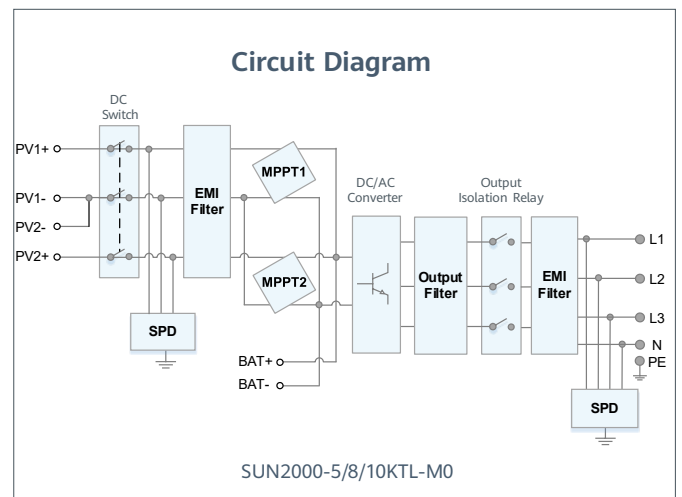 Circuit Diagram
DC
Switch
PV1+
PV1-
PV2-
PV2+
EMI
Filter
MPPT1
MPPT2
SPD
BAT+
BAT-
DC/AC
Converter
Output
Filter
Output
Isolation Relay
EMI
Filter
L1
L2
L3
N
PE
SPD
SUN2000-5/8/10KTL-M0